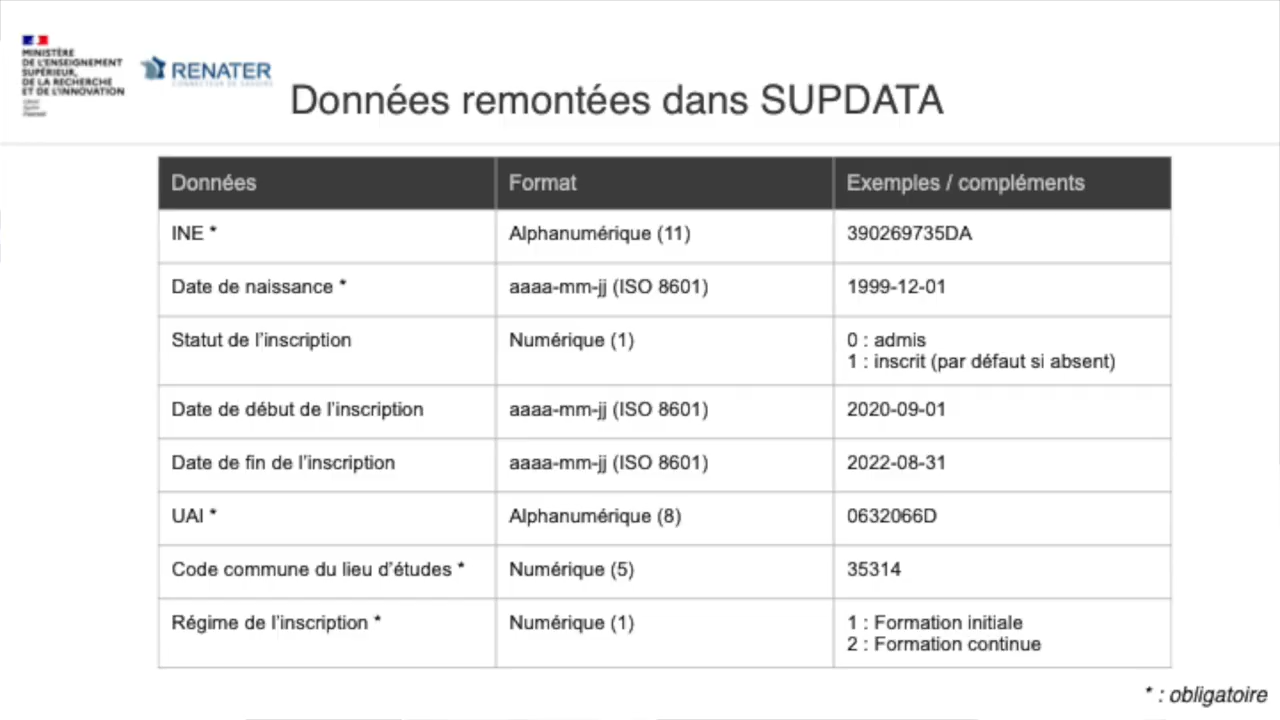 MINISTÈRE
DE L'ENSEIGNEMENT
SUPÉRIEUR,
DE LA RECHERCHE
ET DE L'INNOVATION
RENATER
Données remontées dans SUPDATA
Données Format Exemples / compléments
INE * Alphanumérique (11) 390269735DA
Date de naissance * aaaa-mm-jj (ISO 8601) 1999-12-01
Statut de l'inscription Numérique (1) 0 : admis
1 : inscrit (par défaut si absent)
Date de début de l'inscription aaaa-mm-jj (ISO 8601) 2020-09-01
Date de fin de l'inscription aaaa-mm-jj (ISO 8601) 2022-08-31
UAI * Alphanumérique (8) 0632066D
Code commune du lieu d'études * Numérique (5) 35314
Régime de l'inscription * Numérique (1) 1 : Formation initiale
2 : Formation continue
* : obligatoire